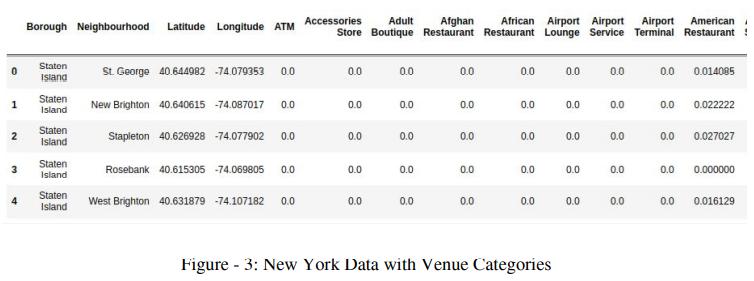 Borough Neighbourhood Latitude Longitude ATM Accessories Store Adult Boutique Afghan Restaurant African Restaurant Airport Lounge Airport Service Airport Terminal American Restaurant
0 Staten Island St. George 40.644982 -74.079353 0.0 0.0 0.0 0.0 0.0 0.0 0.0 0.0 0.014085
1 Staten Island New Brighton 40.640615 -74.087017 0.0 0.0 0.0 0.0 0.0 0.0 0.0 0.0 0.022222
2 Staten Island Stapleton 40.626928 -74.077902 0.0 0.0 0.0 0.0 0.0 0.0 0.0 0.0 0.027027
3 Staten Island Rosebank 40.615305 -74.069805 0.0 0.0 0.0 0.0 0.0 0.0 0.0 0.0 0.000000
4 Staten Island West Brighton 40.631879 -74.107182 0.0 0.0 0.0 0.0 0.0 0.0 0.0 0.0 0.016129
Figure - 3: New York Data with Venue Categories